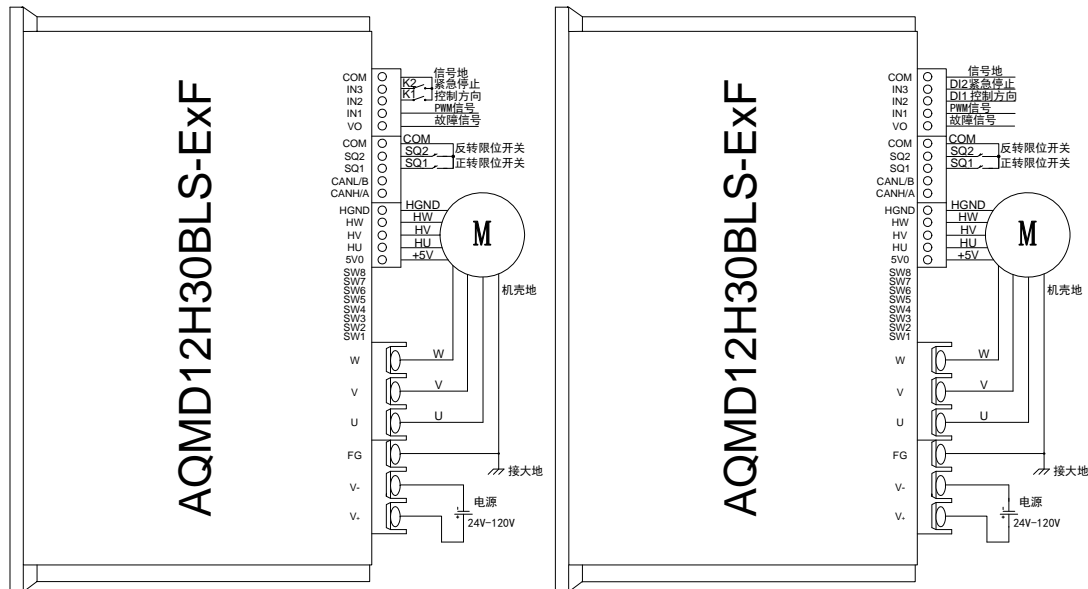 AQMD12H30BLS-ExF
COM
IN3
IN2
IN1
VO
信号地
K2 紧急停止
K1 控制方向
PWM信号
故障信号
COM
SQ2
SQ1
CANL/B
CANH/A
COM
SQ2 反转限位开关
SQ1 正转限位开关
HGND
HW
HV
HU
5V0
HGND
HW
HV
HU
+5V
M
SW8
SW7
SW6
SW5
SW4
SW3
SW2
SW1
机壳地
W
V
U
FG
V-
V+
W
V
U
接大地
电源
24V-120V
AQMD12H30BLS-ExF
COM
IN3
IN2
IN1
VO
信号地
DI2 紧急停止
DI1 控制方向
PWM信号
故障信号
COM
SQ2
SQ1
CANL/B
CANH/A
COM
SQ2 反转限位开关
SQ1 正转限位开关
HGND
HW
HV
HU
5V0
HGND
HW
HV
HU
+5V
M
SW8
SW7
SW6
SW5
SW4
SW3
SW2
SW1
机壳地
W
V
U
FG
V-
V+
W
V
U
接大地
电源
24V-120V